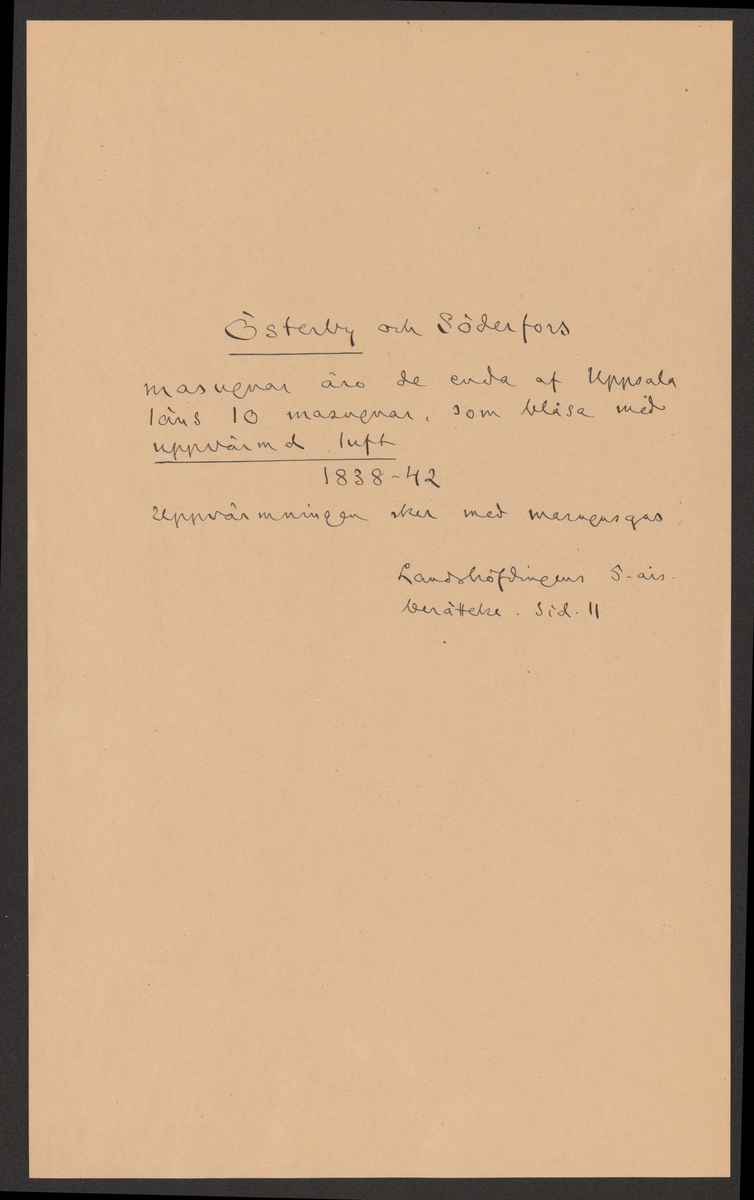 Österby och Söderfors
masugnar äro de enda af Uppsala
läns 10 masugnar, som blåsa med
uppvärmd luft
1838-42
Uppvärmningen sker med masugnsgas
Landshöfdingens 5-års-
berättelse. Sid. 11